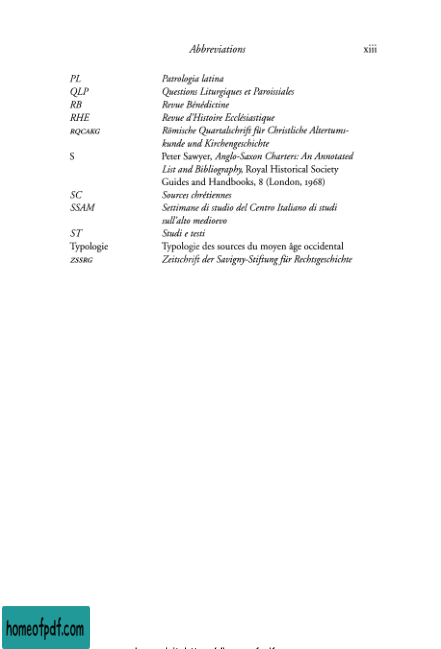 Abbreviations xiii
PL Patrologia latina
QLP Questions Liturgiques et Paroissiales
RB Revue Bénédictine
RHE Revue d'Histoire Ecclésiastique
RQCAKG Römische Quartalschrift für Christliche Altertums-
kunde und Kirchengeschichte
S Peter Sawyer, Anglo-Saxon Charters: An Annotated
List and Bibliography, Royal Historical Society
Guides and Handbooks, 8 (London, 1968)
SC Sources chrétiennes
SSAM Settimane di studio del Centro Italiano di studi
sull'alto medioevo
ST Studi e testi
Typologie Typologie des sources du moyen âge occidental
ZSSRG Zeitschrift der Savigny-Stiftung für Rechtsgeschichte
homeofpdf.com